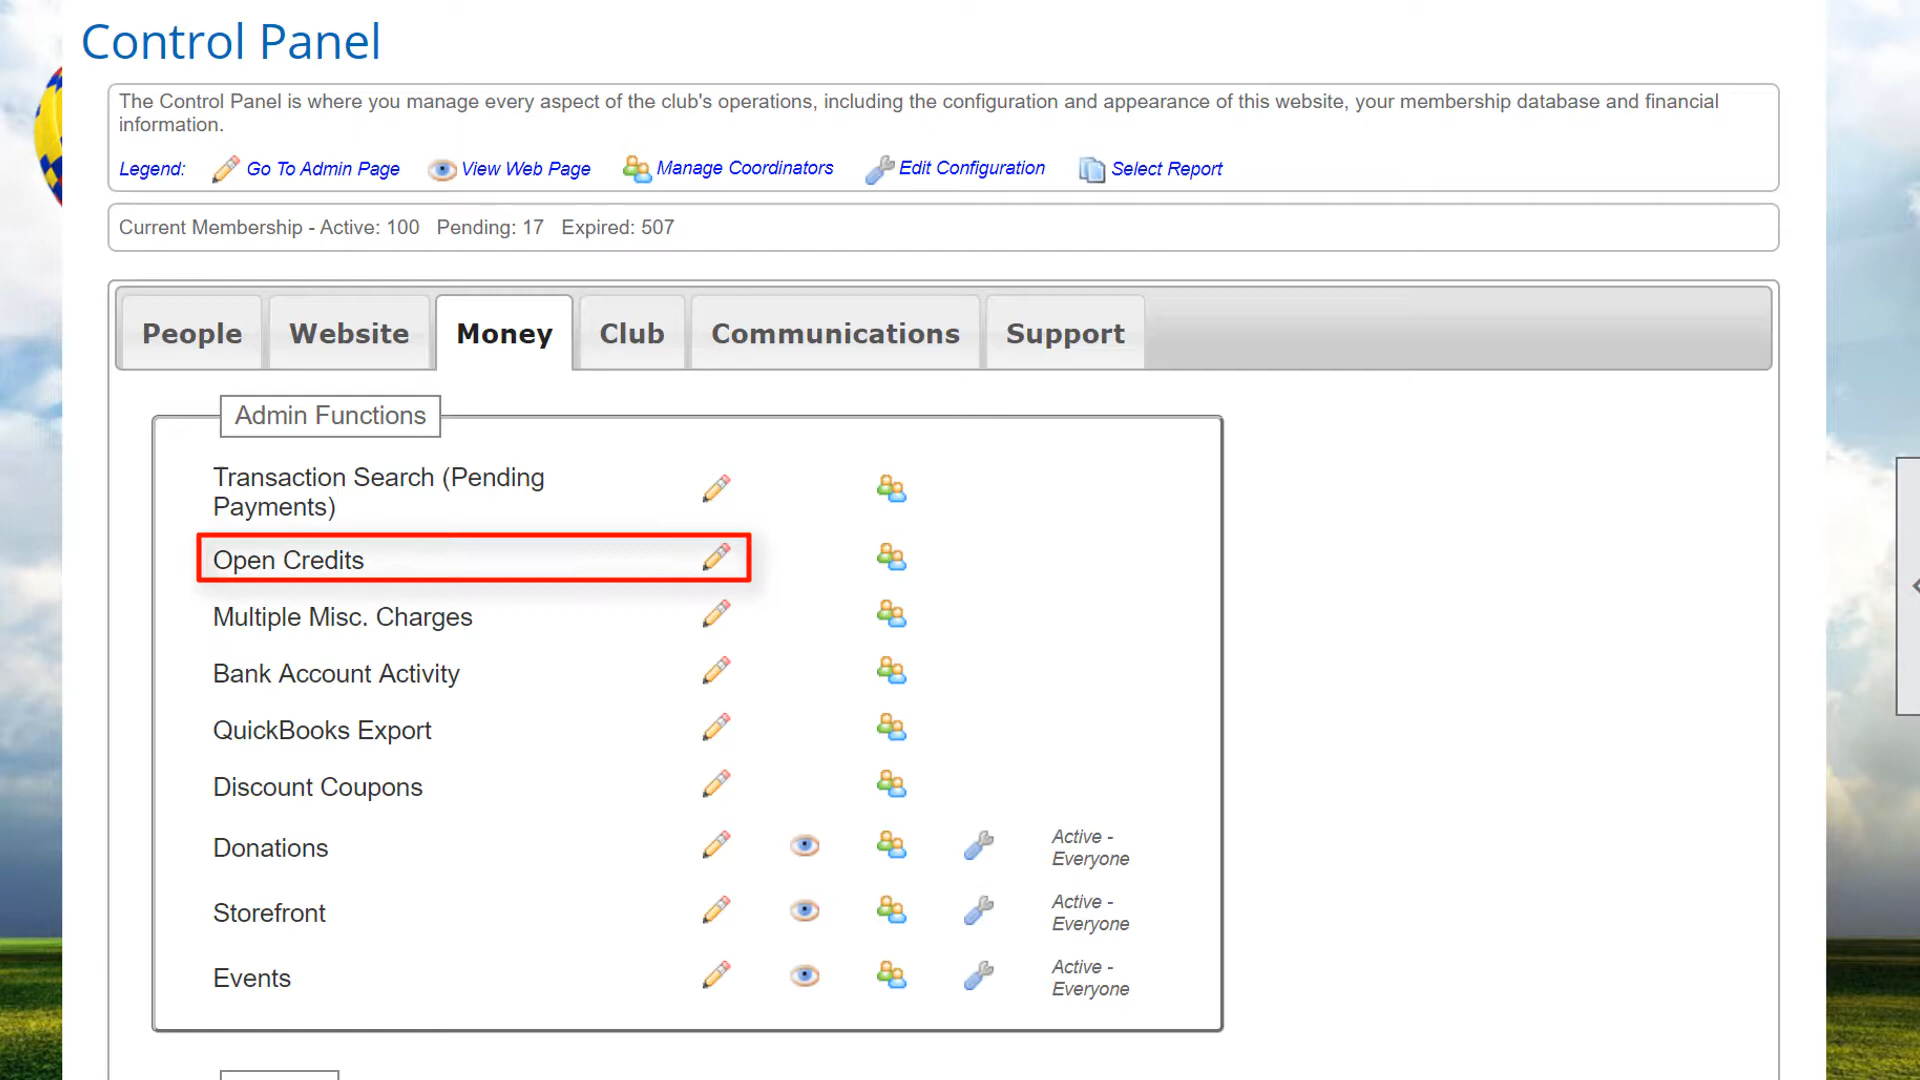 Control Panel
The Control Panel is where you manage every aspect of the club's operations, including the configuration and appearance of this website, your membership database and financial
information.
Legend: Go To Admin Page View Web Page Manage Coordinators Edit Configuration Select Report
Current Membership - Active: 100 Pending: 17 Expired: 507
People Website Money Club Communications Support
Admin Functions
Transaction Search (Pending
Payments)
Open Credits
Multiple Misc. Charges
Bank Account Activity
QuickBooks Export
Discount Coupons
Donations
Active -
Everyone
Storefront
Active -
Everyone
Events
Active -
Everyone